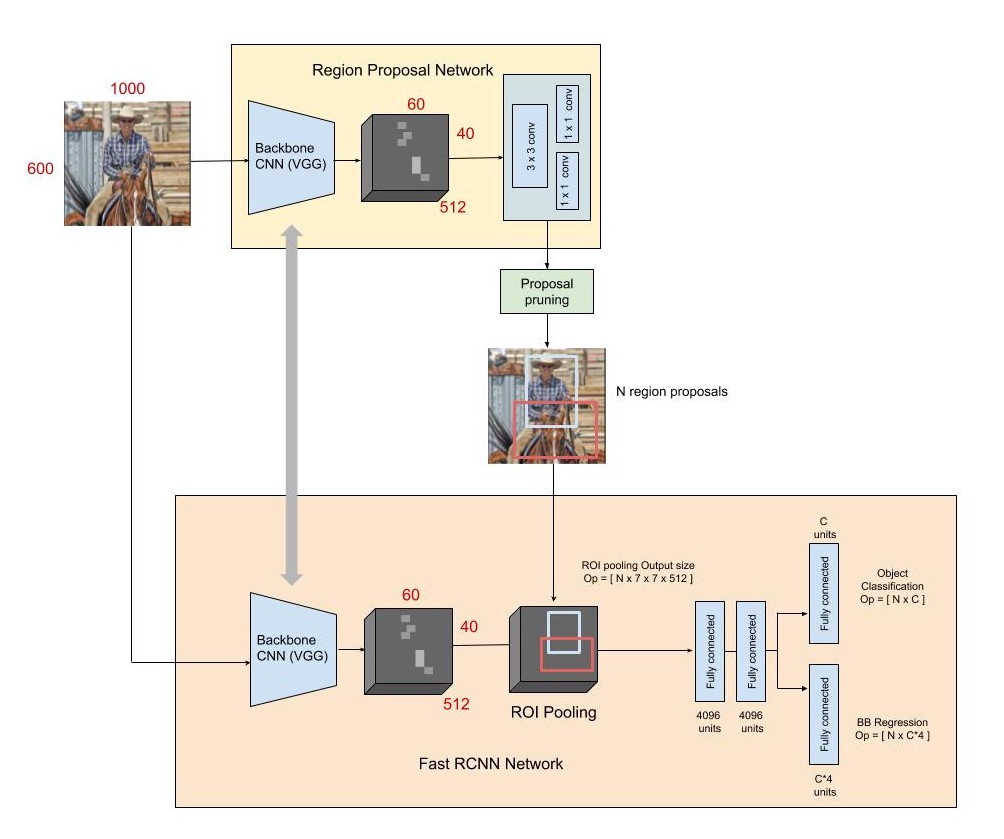 Region Proposal Network
1000
600
Backbone
CNN (VGG)
60
40
512
3 x 3 conv
1 x 1 conv
1 x 1 conv
Proposal
pruning
N region proposals
C
units
ROI pooling Output size
Op = [ N x 7 x 7 x 512 ]
Fully connected
Object
Classification
Op = [ N x C ]
Backbone
CNN (VGG)
60
40
512
ROI Pooling
Fully connected
Fully connected
4096
units
4096
units
Fully connected
BB Regression
Op = [ N x C*4 ]
C*4
units
Fast RCNN Network